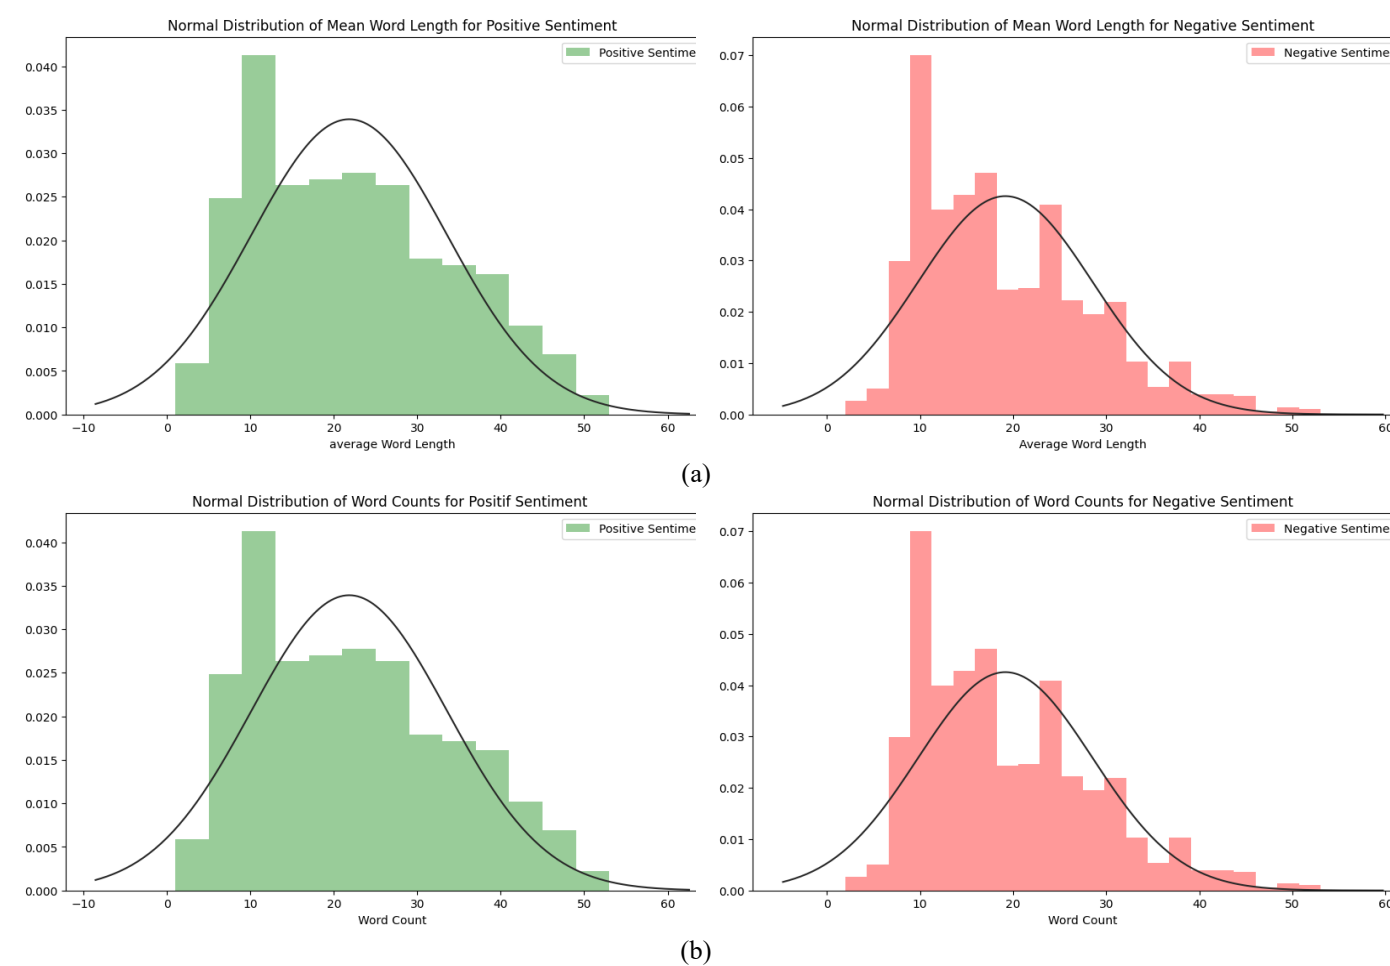 Normal Distribution of Mean Word Length for Positive Sentiment
Positive Sentime
0.040
0.035
0.030
0.025
0.020
0.015
0.010
0.005
0.000
−10 0 10 20 30 40 50 60
average Word Length
Normal Distribution of Mean Word Length for Negative Sentiment
Negative Sentime
0.07
0.06
0.05
0.04
0.03
0.02
0.01
0.00
0 10 20 30 40 50 60
Average Word Length
(a)
Normal Distribution of Word Counts for Positif Sentiment
Positive Sentime
0.040
0.035
0.030
0.025
0.020
0.015
0.010
0.005
0.000
−10 0 10 20 30 40 50 60
Word Count
Normal Distribution of Word Counts for Negative Sentiment
Negative Sentime
0.07
0.06
0.05
0.04
0.03
0.02
0.01
0.00
0 10 20 30 40 50 60
Word Count
(b)